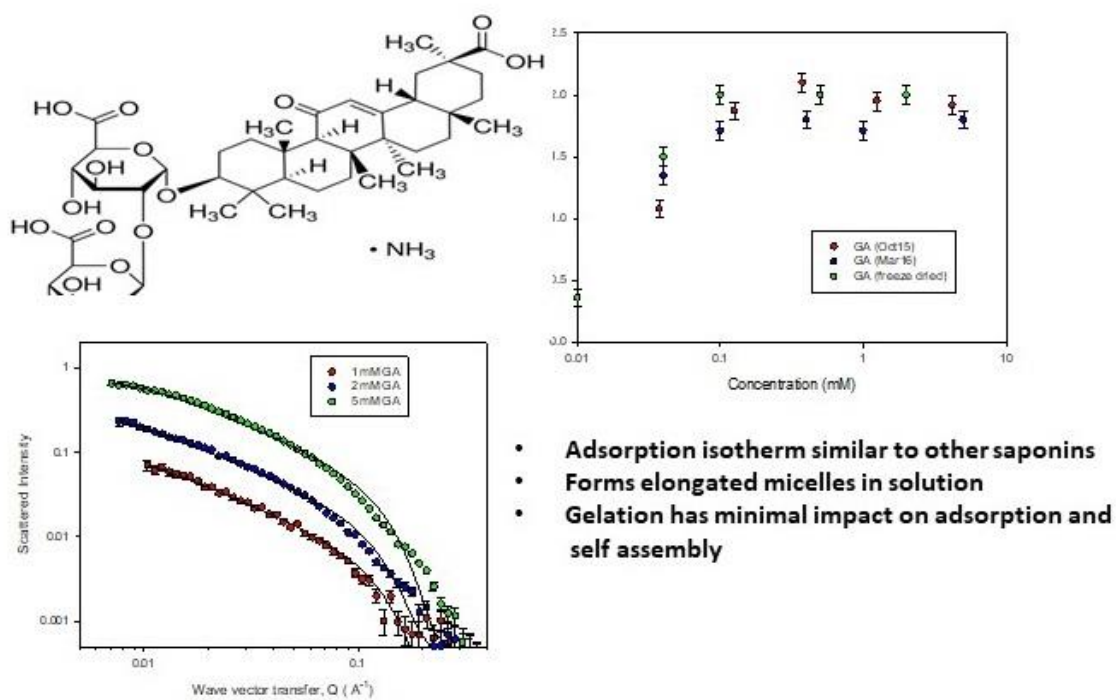 H₃C
O
OH
H
O
HO
O
H₃C
H
CH₃
O
H
HO
OH
O
H₃C
CH₃
CH₃
H₃C
CH₃
HO
O
O
• NH₃
OH
O
2.5
2.0
1.5
1.0
0.5
0.0
GA (Oct15)
GA (Mar16)
GA (freeze dried)
0.01 0.1 1 10
Concentration (mM)
Scattered Intensity
1
0.1
0.01
0.001
1mMGA
2mMGA
5mMGA
0.01 0.1
Wave vector transfer, Q ( A⁻¹)
• Adsorption isotherm similar to other saponins
• Forms elongated micelles in solution
• Gelation has minimal impact on adsorption and
self assembly